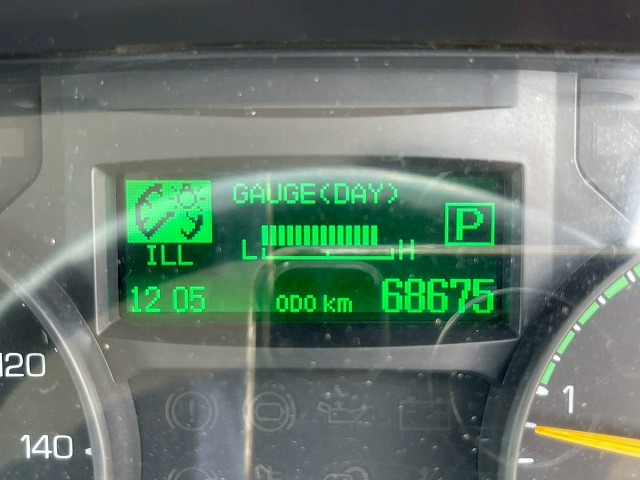 GAUGE(DAY)
P
ILL
L H
12 05 ODO km 68675
120
140
1